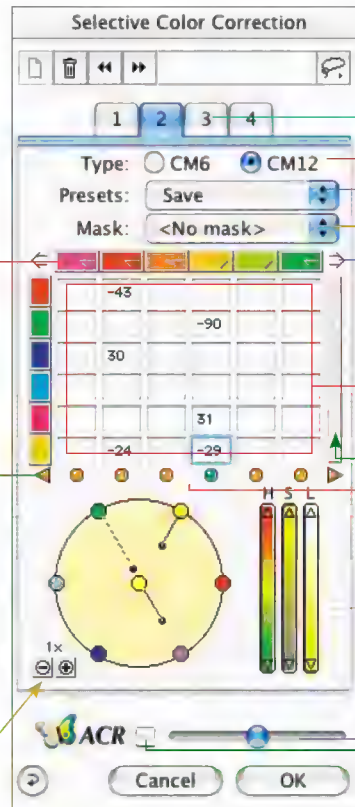 Selective Color Correction
1 2 3 4
Type: CM6 CM12
Presets: Save
Mask: <No mask>
-43
-90
30
31
-24 -29
H S L
1x
ACR
Cancel OK